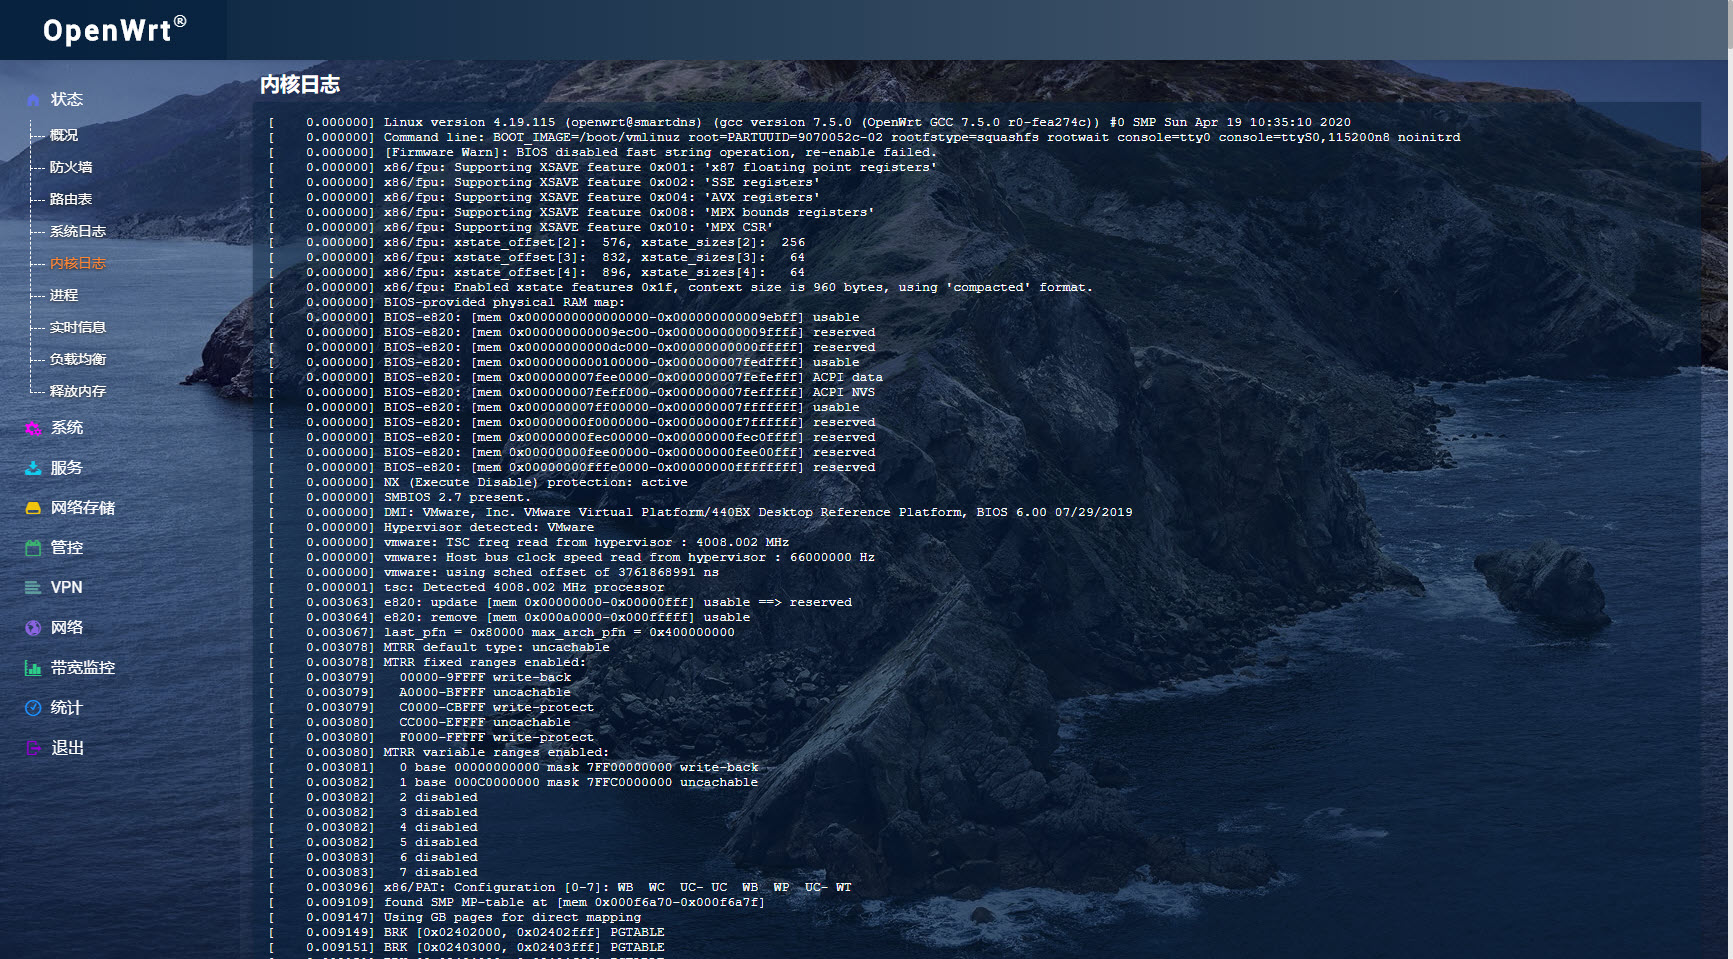 OpenWrt®
状态
概况
防火墙
路由表
系统日志
内核日志
进程
实时信息
负载均衡
释放内存
系统
服务
网络存储
管控
VPN
网络
带宽监控
统计
退出
内核日志
[    0.000000] Linux version 4.19.115 (openwrt@smartdns) (gcc version 7.5.0 (OpenWrt GCC 7.5.0 r0-fea274c)) #0 SMP Sun Apr 19 10:35:10 2020
[    0.000000] Command line: BOOT_IMAGE=/boot/vmlinuz root=PARTUUID=9070052c-02 rootfstype=squashfs rootwait console=tty0 console=ttyS0,115200n8 noinitrd
[    0.000000] [Firmware Warn]: BIOS disabled fast string operation, re-enable failed.
[    0.000000] x86/fpu: Supporting XSAVE feature 0x001: 'x87 floating point registers'
[    0.000000] x86/fpu: Supporting XSAVE feature 0x002: 'SSE registers'
[    0.000000] x86/fpu: Supporting XSAVE feature 0x004: 'AVX registers'
[    0.000000] x86/fpu: Supporting XSAVE feature 0x008: 'MPX bounds registers'
[    0.000000] x86/fpu: Supporting XSAVE feature 0x010: 'MPX CSR'
[    0.000000] x86/fpu: xstate_offset[2]:  576, xstate_sizes[2]:  256
[    0.000000] x86/fpu: xstate_offset[3]:  832, xstate_sizes[3]:   64
[    0.000000] x86/fpu: xstate_offset[4]:  896, xstate_sizes[4]:   64
[    0.000000] x86/fpu: Enabled xstate features 0x1f, context size is 960 bytes, using 'compacted' format.
[    0.000000] BIOS-provided physical RAM map:
[    0.000000] BIOS-e820: [mem 0x0000000000000000-0x000000000009ebff] usable
[    0.000000] BIOS-e820: [mem 0x000000000009ec00-0x000000000009ffff] reserved
[    0.000000] BIOS-e820: [mem 0x00000000000dc000-0x00000000000fffff] reserved
[    0.000000] BIOS-e820: [mem 0x0000000000100000-0x000000007fedffff] usable
[    0.000000] BIOS-e820: [mem 0x000000007fee0000-0x000000007fefefff] ACPI data
[    0.000000] BIOS-e820: [mem 0x000000007feff000-0x000000007fefffff] ACPI NVS
[    0.000000] BIOS-e820: [mem 0x000000007ff00000-0x000000007fffffff] usable
[    0.000000] BIOS-e820: [mem 0x00000000f0000000-0x00000000f7ffffff] reserved
[    0.000000] BIOS-e820: [mem 0x00000000fec00000-0x00000000fec0ffff] reserved
[    0.000000] BIOS-e820: [mem 0x00000000fee00000-0x00000000fee00fff] reserved
[    0.000000] BIOS-e820: [mem 0x00000000fffe0000-0x00000000ffffffff] reserved
[    0.000000] NX (Execute Disable) protection: active
[    0.000000] SMBIOS 2.7 present.
[    0.000000] DMI: VMware, Inc. VMware Virtual Platform/440BX Desktop Reference Platform, BIOS 6.00 07/29/2019
[    0.000000] Hypervisor detected: VMware
[    0.000000] vmware: TSC freq read from hypervisor : 4008.002 MHz
[    0.000000] vmware: Host bus clock speed read from hypervisor : 66000000 Hz
[    0.000000] vmware: using sched offset of 3761868991 ns
[    0.000001] tsc: Detected 4008.002 MHz processor
[    0.003063] e820: update [mem 0x00000000-0x00000fff] usable ==> reserved
[    0.003064] e820: remove [mem 0x000a0000-0x000fffff] usable
[    0.003067] last_pfn = 0x80000 max_arch_pfn = 0x400000000
[    0.003078] MTRR default type: uncachable
[    0.003078] MTRR fixed ranges enabled:
[    0.003079]   00000-9FFFF write-back
[    0.003079]   A0000-BFFFF uncachable
[    0.003079]   C0000-CBFFF write-protect
[    0.003080]   CC000-EFFFF uncachable
[    0.003080]   F0000-FFFFF write-protect
[    0.003080] MTRR variable ranges enabled:
[    0.003081]   0 base 00000000000 mask 7FF00000000 write-back
[    0.003082]   1 base 000C0000000 mask 7FFC0000000 uncachable
[    0.003082]   2 disabled
[    0.003082]   3 disabled
[    0.003082]   4 disabled
[    0.003082]   5 disabled
[    0.003083]   6 disabled
[    0.003083]   7 disabled
[    0.003096] x86/PAT: Configuration [0-7]: WB  WC  UC- UC  WB  WP  UC- WT
[    0.009109] found SMP MP-table at [mem 0x000f6a70-0x000f6a7f]
[    0.009147] Using GB pages for direct mapping
[    0.009149] BRK [0x02402000, 0x02402fff] PGTABLE
[    0.009151] BRK [0x02403000, 0x02403fff] PGTABLE